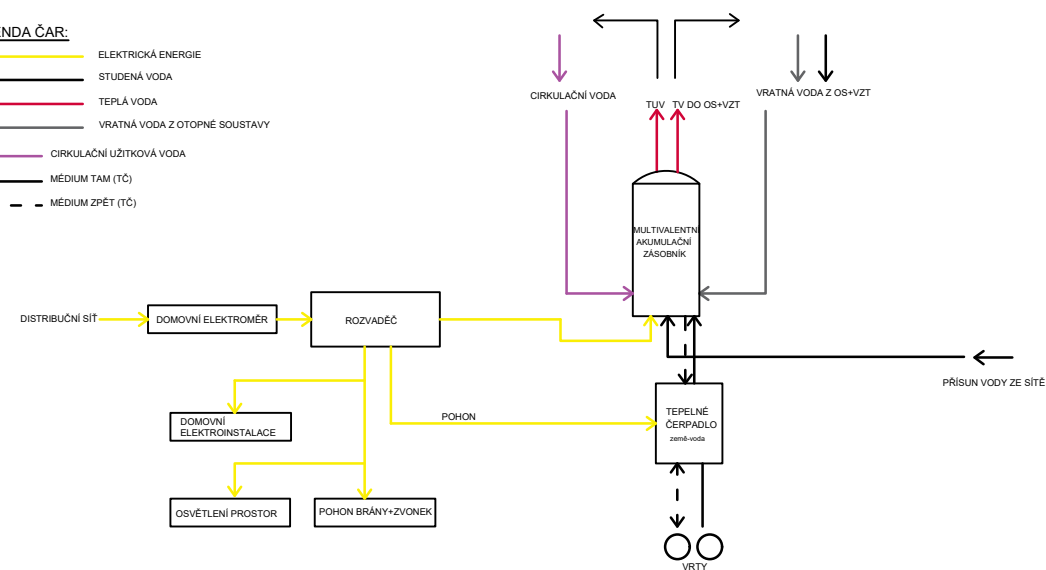 ENDA ČAR:
ELEKTRICKÁ ENERGIE
STUDENÁ VODA
TEPLÁ VODA
VRATNÁ VODA Z OTOPNÉ SOUSTAVY
CIRKULAČNÍ UŽITKOVÁ VODA
MÉDIUM TAM (TČ)
MÉDIUM ZPĚT (TČ)
CIRKULAČNÍ VODA
TUV
TV DO OS+VZT
VRATNÁ VODA Z OS+VZT
MULTIVALENTNÍ
AKUMULAČNÍ
ZÁSOBNÍK
DISTRIBUČNÍ SÍŤ
DOMOVNÍ ELEKTROMĚR
ROZVADĚČ
PŘÍSUN VODY ZE SÍTĚ
DOMOVNÍ
ELEKTROINSTALACE
POHON
TEPELNÉ
ČERPADLO
země-voda
OSVĚTLENÍ PROSTOR
POHON BRÁNY+ZVONEK
VRTY